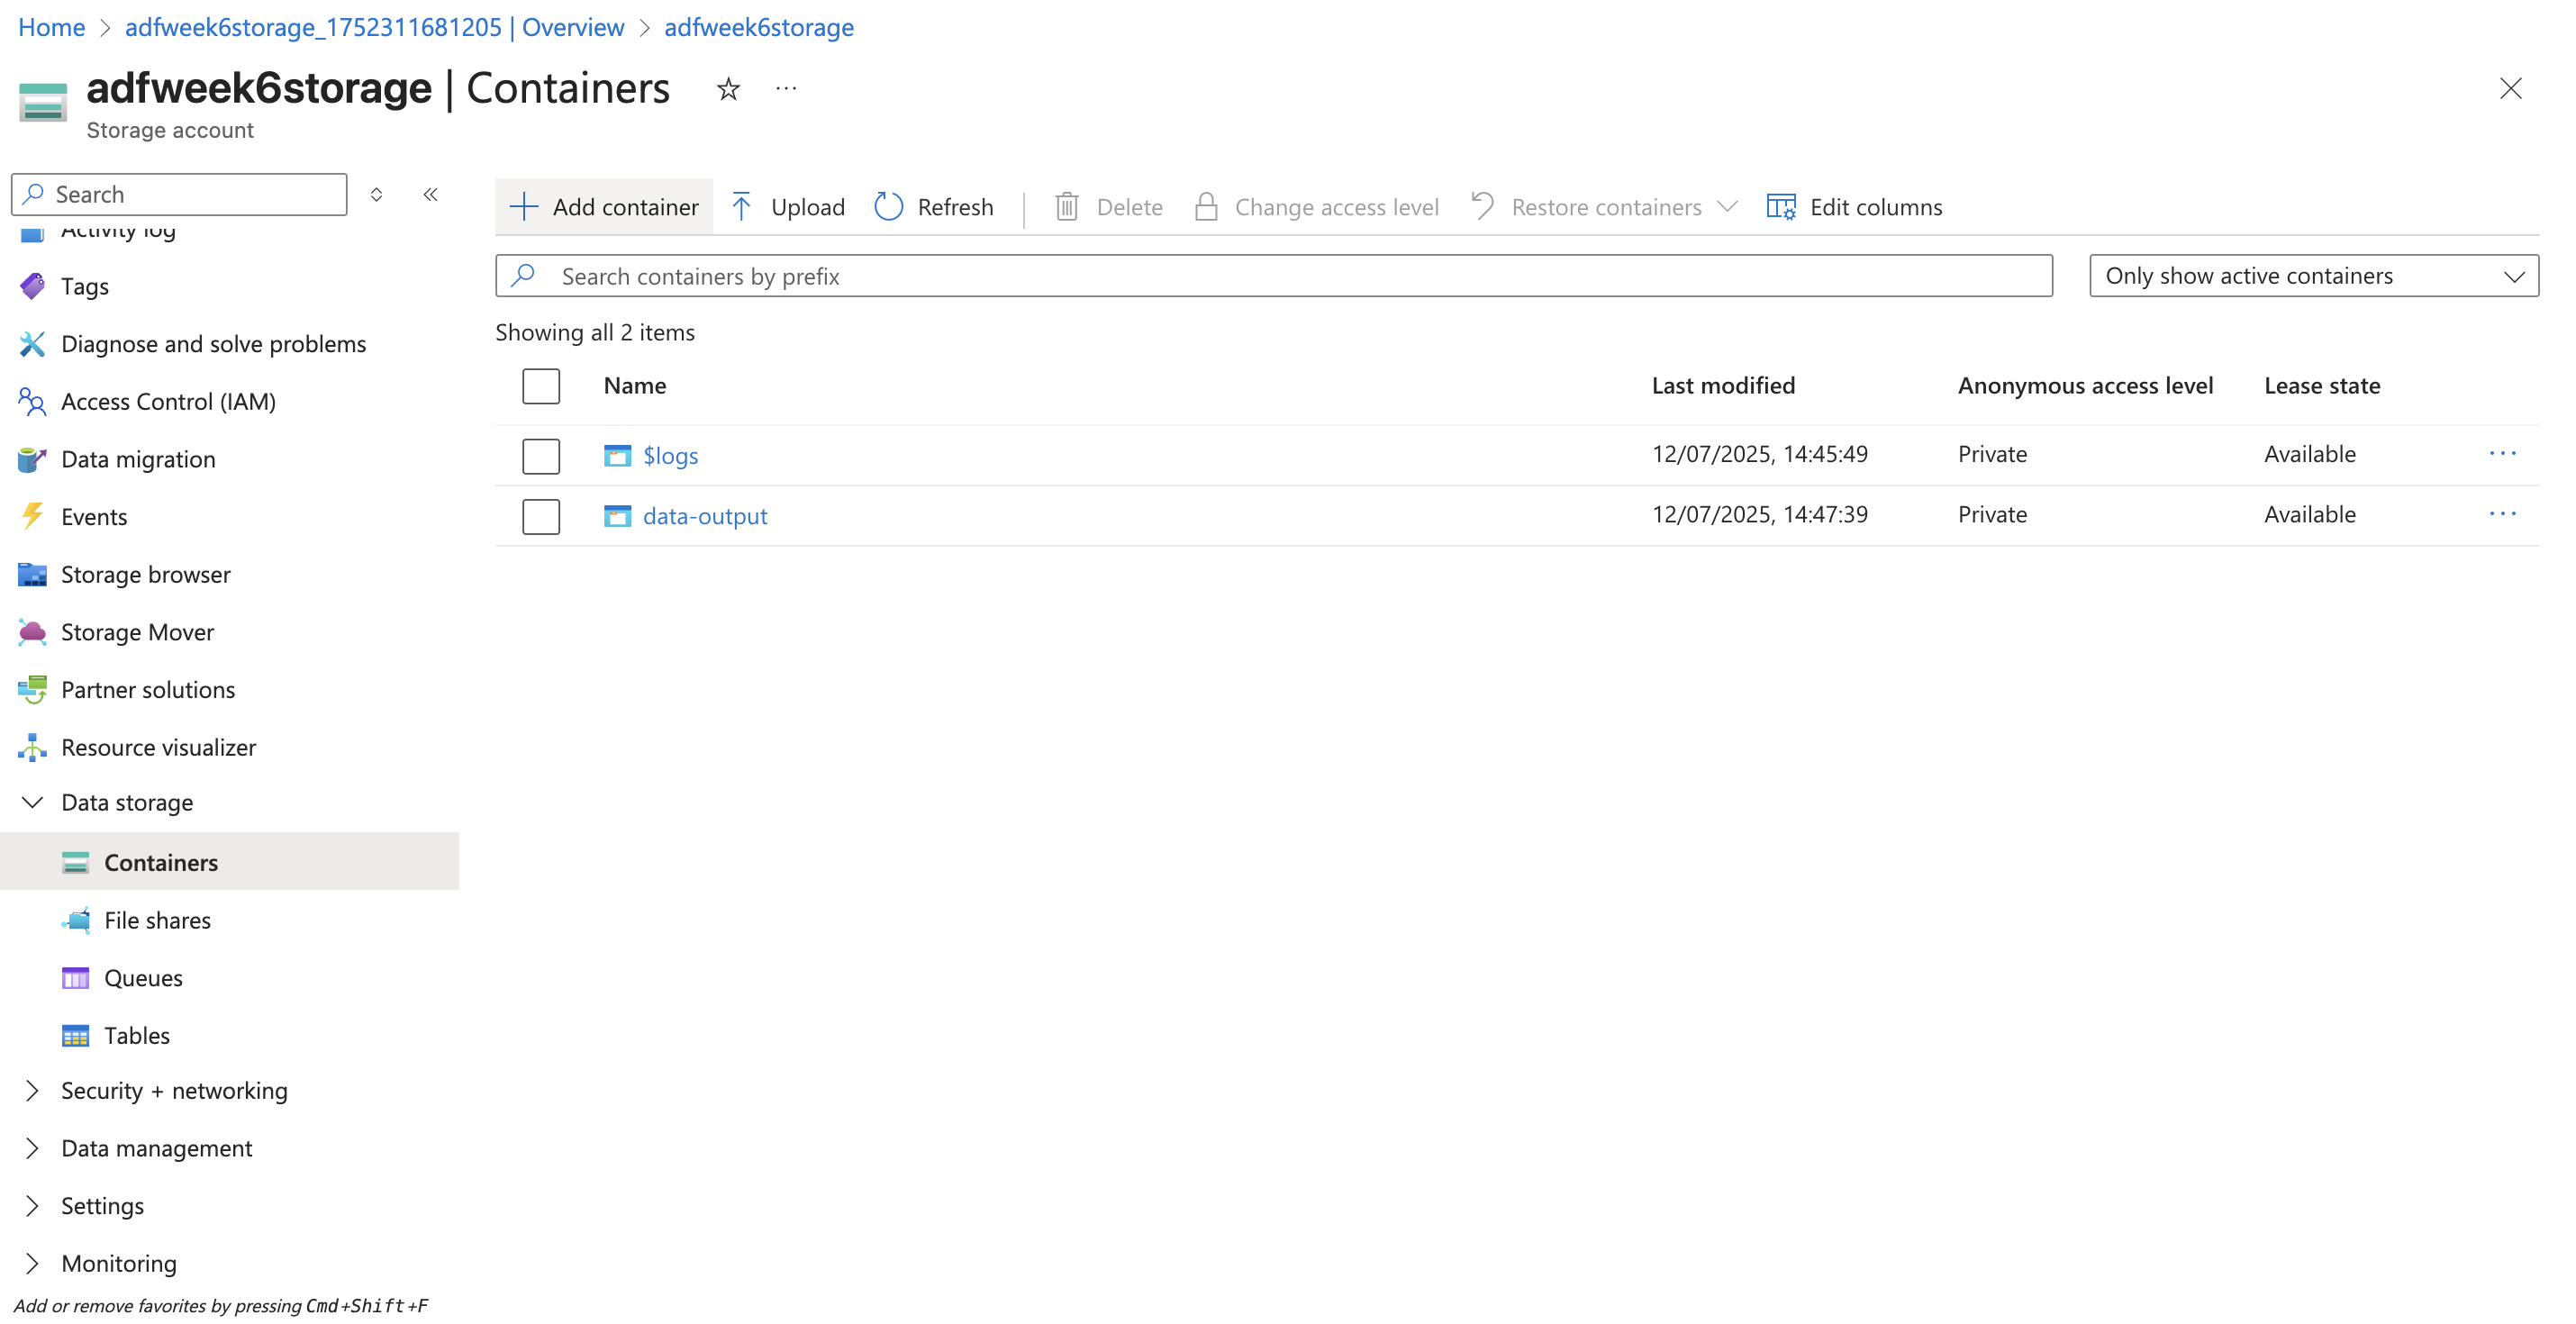 Home > adfweek6storage_1752311681205 | Overview > adfweek6storage
adfweek6storage | Containers
Storage account
Search
Activity log
Tags
Diagnose and solve problems
Access Control (IAM)
Data migration
Events
Storage browser
Storage Mover
Partner solutions
Resource visualizer
Data storage
Containers
File shares
Queues
Tables
Security + networking
Data management
Settings
Monitoring
Add or remove favorites by pressing Cmd+Shift+F
Add container Upload Refresh Delete Change access level Restore containers Edit columns
Search containers by prefix Only show active containers
Showing all 2 items
Name Last modified Anonymous access level Lease state
$logs 12/07/2025, 14:45:49 Private Available
data-output 12/07/2025, 14:47:39 Private Available